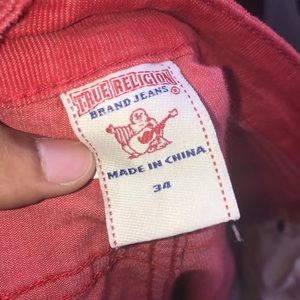 TRUE RELIGION
BRAND JEANS ®
MADE IN CHINA
34